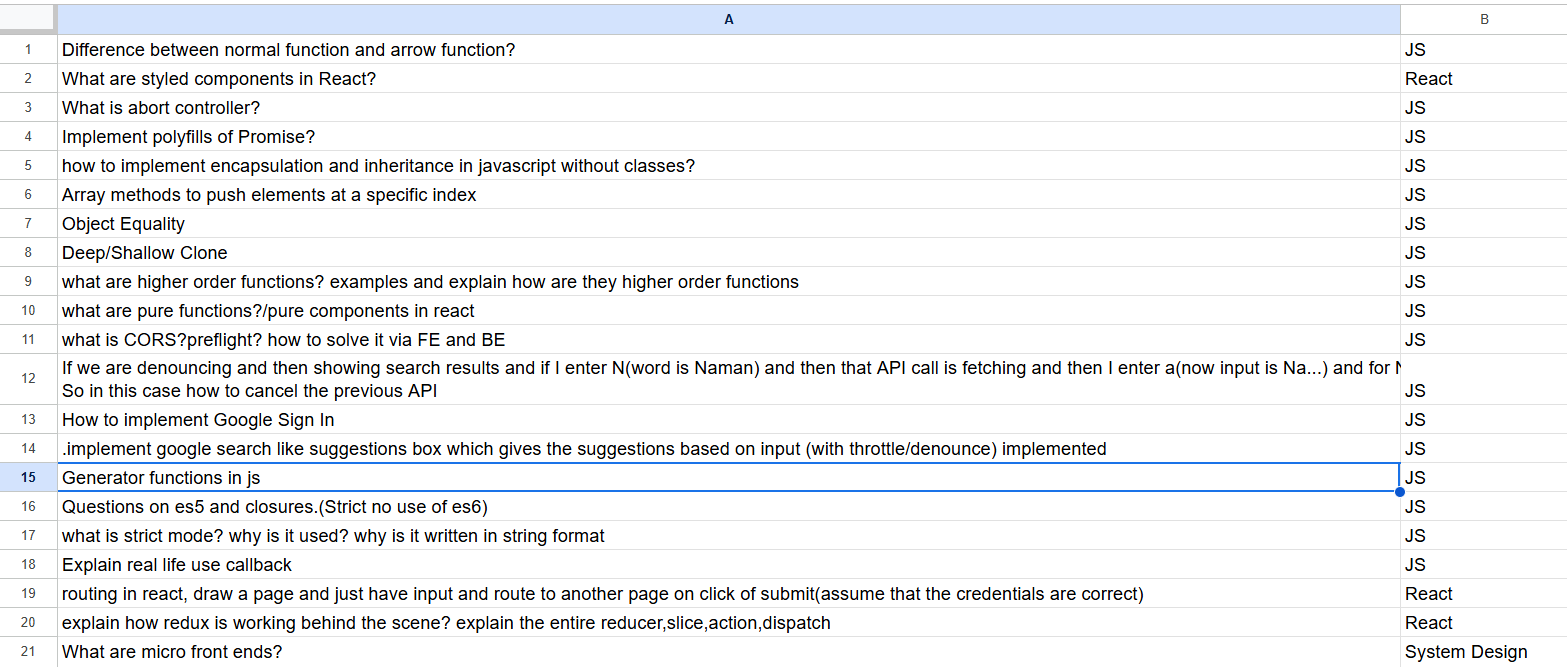 A B
1 Difference between normal function and arrow function? JS
2 What are styled components in React? React
3 What is abort controller? JS
4 Implement polyfills of Promise? JS
5 how to implement encapsulation and inheritance in javascript without classes? JS
6 Array methods to push elements at a specific index JS
7 Object Equality JS
8 Deep/Shallow Clone JS
9 what are higher order functions? examples and explain how are they higher order functions JS
10 what are pure functions?/pure components in react JS
11 what is CORS?preflight? how to solve it via FE and BE JS
12 If we are denouncing and then showing search results and if I enter N(word is Naman) and then that API call is fetching and then I enter a(now input is Na...) and for
So in this case how to cancel the previous API JS
13 How to implement Google Sign In JS
14 .implement google search like suggestions box which gives the suggestions based on input (with throttle/denounce) implemented JS
15 Generator functions in js JS
16 Questions on es5 and closures.(Strict no use of es6) JS
17 what is strict mode? why is it used? why is it written in string format JS
18 Explain real life use callback JS
19 routing in react, draw a page and just have input and route to another page on click of submit(assume that the credentials are correct) React
20 explain how redux is working behind the scene? explain the entire reducer,slice,action,dispatch React
21 What are micro front ends? System Design